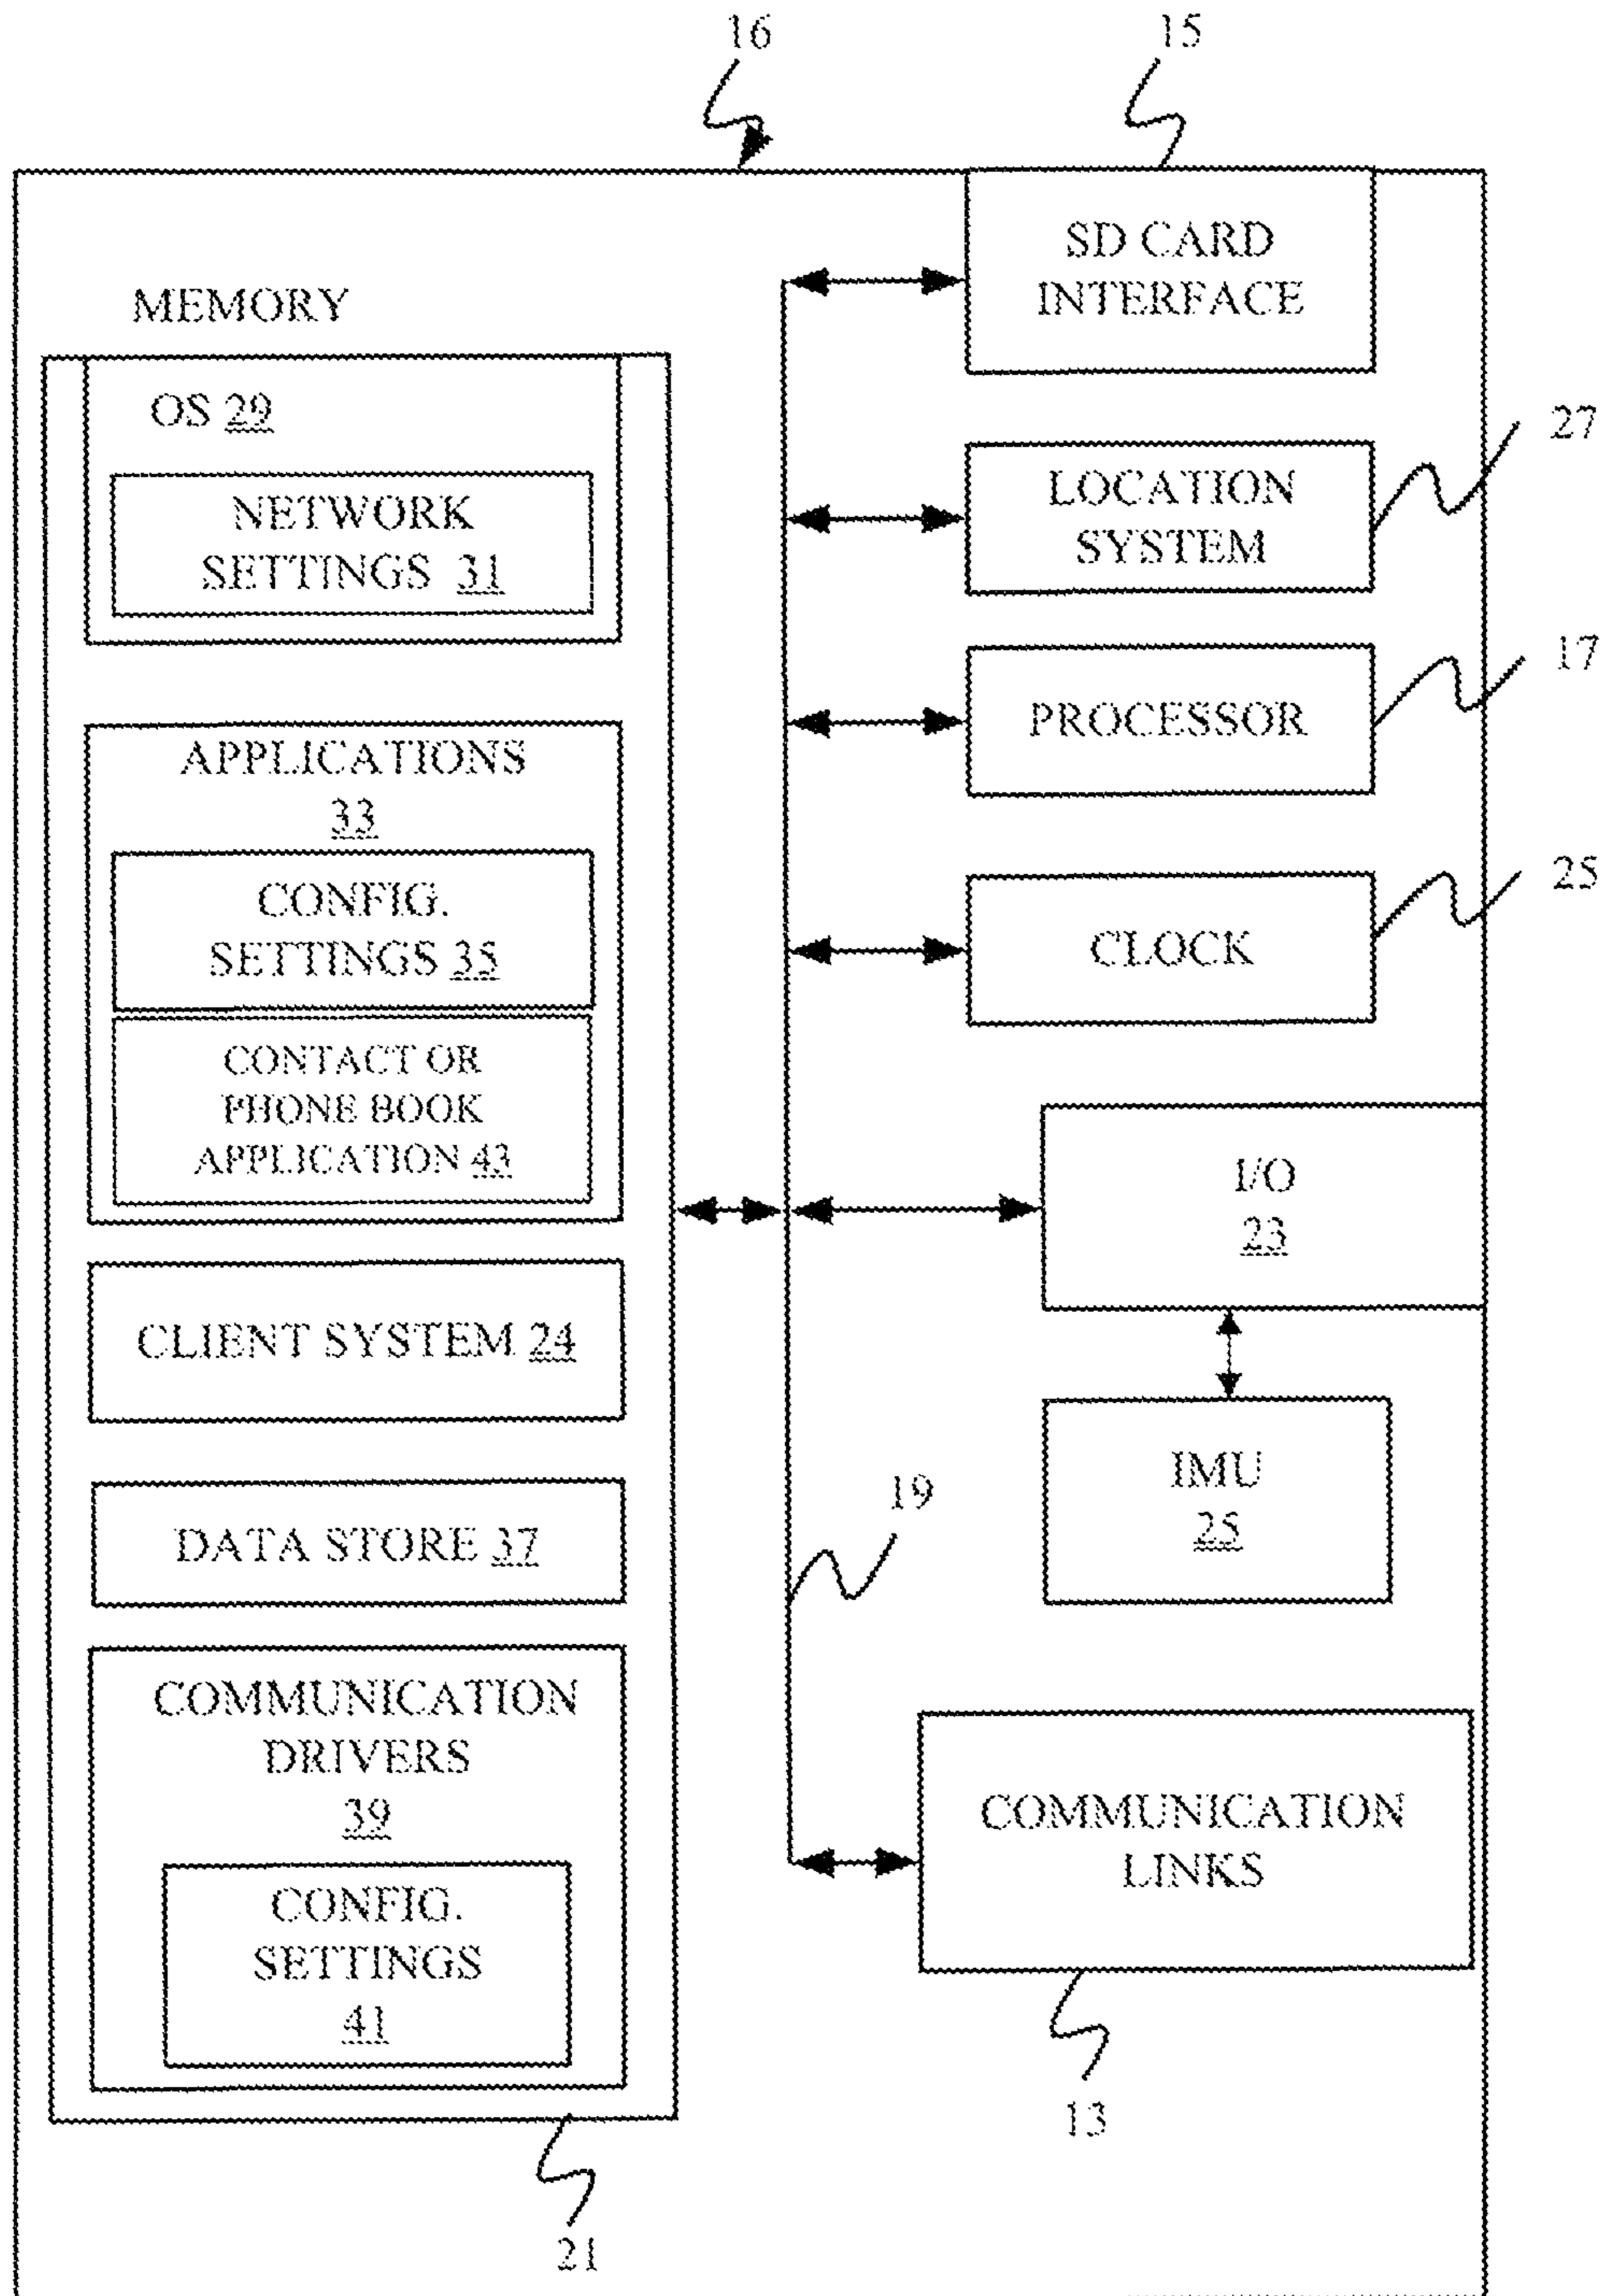 16
15
SD CARD
INTERFACE
MEMORY
OS 29
NETWORK
SETTINGS 31
APPLICATIONS
33
CONFIG.
SETTINGS 35
CONTACT OR
PHONE BOOK
APPLICATION 43
CLIENT SYSTEM 24
DATA STORE 37
COMMUNICATION
DRIVERS
39
CONFIG.
SETTINGS
41
21
LOCATION
SYSTEM
27
PROCESSOR
17
CLOCK
25
I/O
23
IMU
25
19
COMMUNICATION
LINKS
13